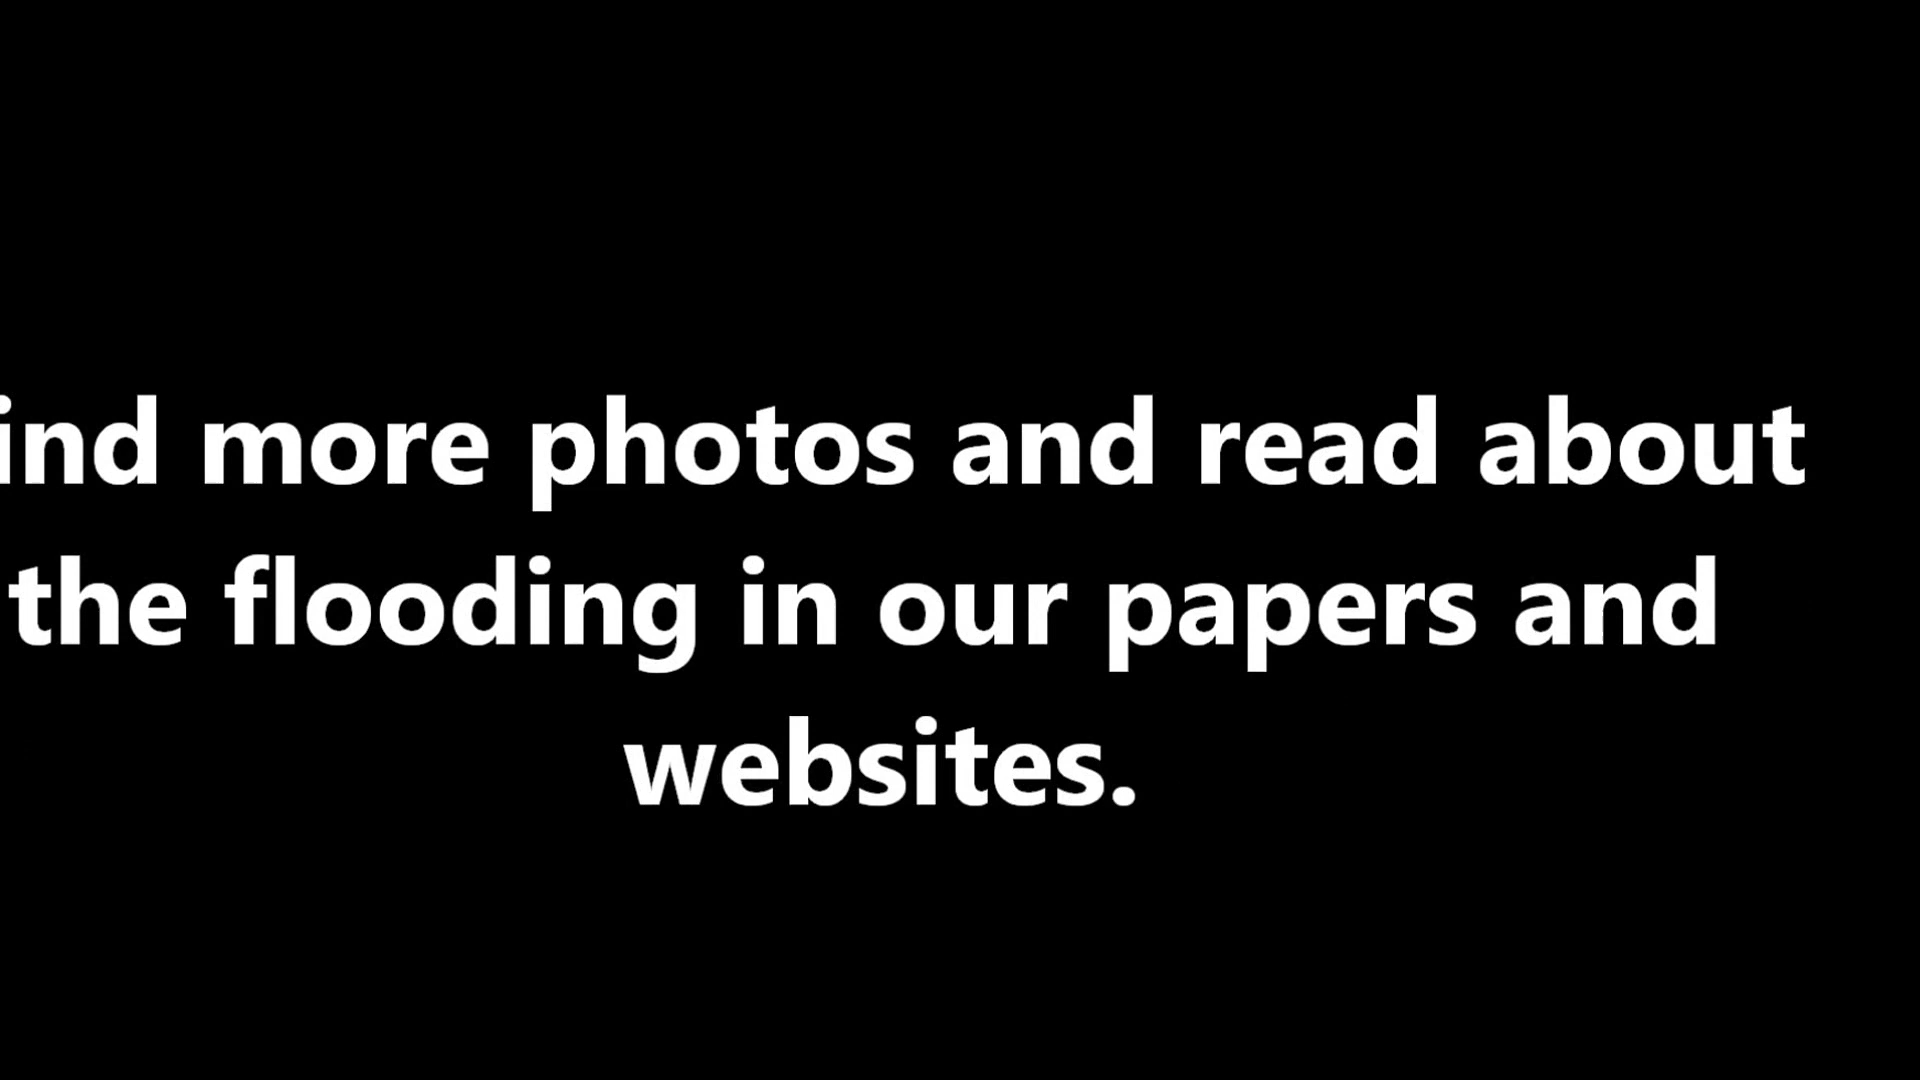 ind more photos and read about
the flooding in our papers and
websites.